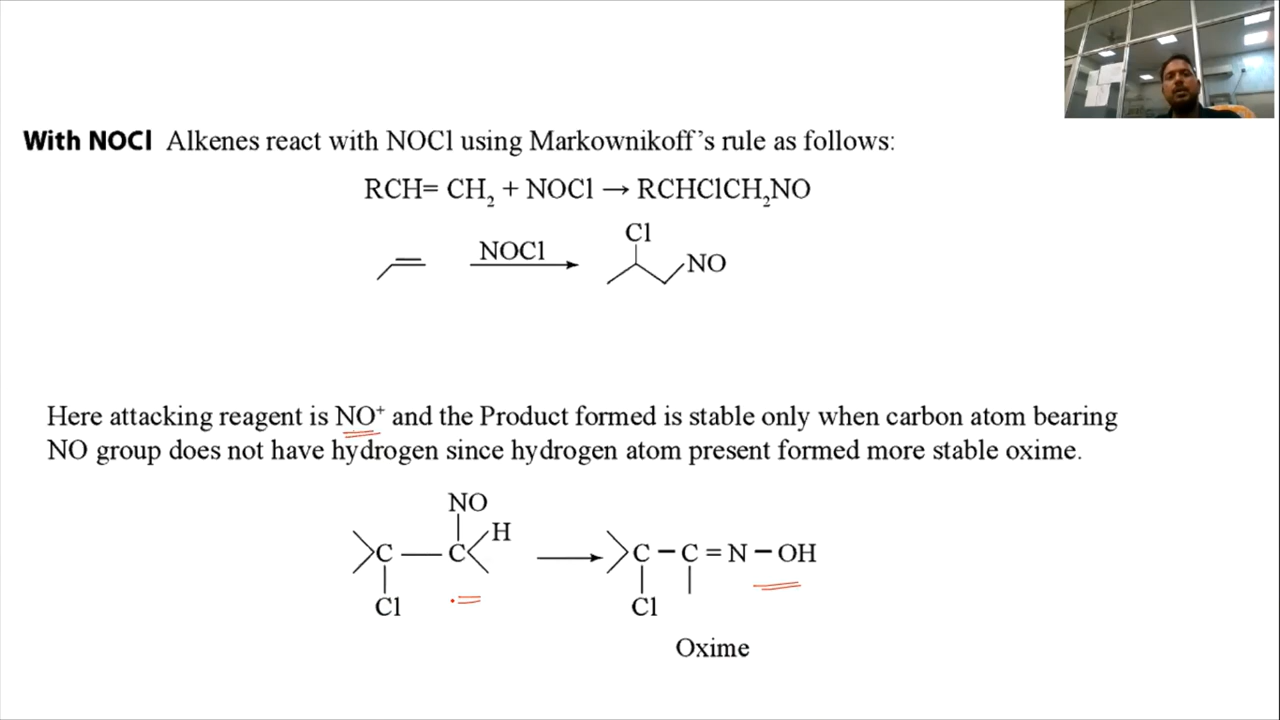 With NOCl Alkenes react with NOCl using Markownikoff's rule as follows:
RCH= CH₂ + NOCl → RCHClCH₂NO
Cl
NOCl
NO
Here attacking reagent is NO⁺ and the Product formed is stable only when carbon atom bearing
NO group does not have hydrogen since hydrogen atom present formed more stable oxime.
NO
H
C — C → C – C = N – OH
Cl Cl
Oxime